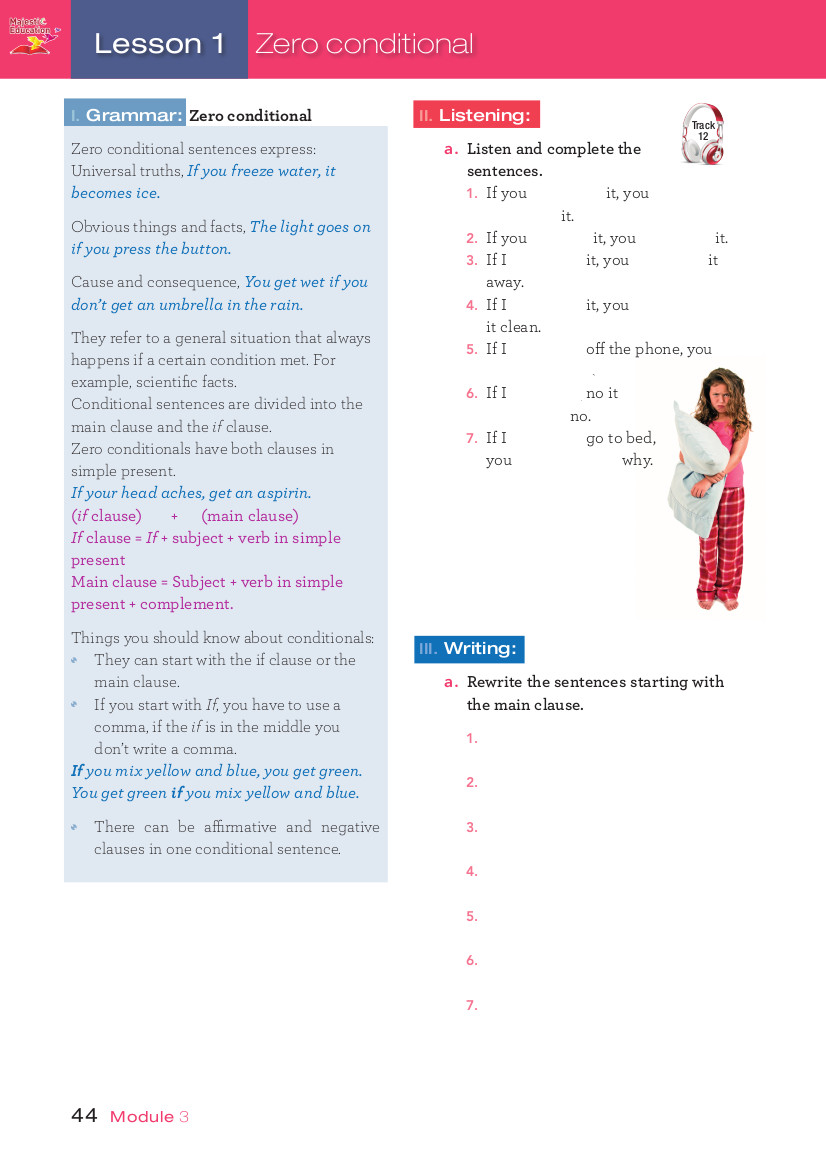 Majestic
Education
Lesson 1 Zero conditional
I. Grammar: Zero conditional
Zero conditional sentences express:
Universal truths, If you freeze water, it
becomes ice.
Obvious things and facts, The light goes on
if you press the button.
Cause and consequence, You get wet if you
don't get an umbrella in the rain.
They refer to a general situation that always
happens if a certain condition met. For
example, scientific facts.
Conditional sentences are divided into the
main clause and the if clause.
Zero conditionals have both clauses in
simple present.
If your head aches, get an aspirin.
(if clause) + (main clause)
If clause = If + subject + verb in simple
present
Main clause = Subject + verb in simple
present + complement.
Things you should know about conditionals:
They can start with the if clause or the
main clause.
If you start with If, you have to use a
comma, if the if is in the middle you
don't write a comma.
If you mix yellow and blue, you get green.
You get green if you mix yellow and blue.
There can be affirmative and negative
clauses in one conditional sentence.
II. Listening:
Track
12
a. Listen and complete the
sentences.
1. If you it, you
it.
2. If you it, you it.
3. If I it, you it
away.
4. If I it, you
it clean.
5. If I off the phone, you
6. If I no it
no.
7. If I go to bed,
you why.
III. Writing:
a. Rewrite the sentences starting with
the main clause.
1.
2.
3.
4.
5.
6.
7.
44 Module 3